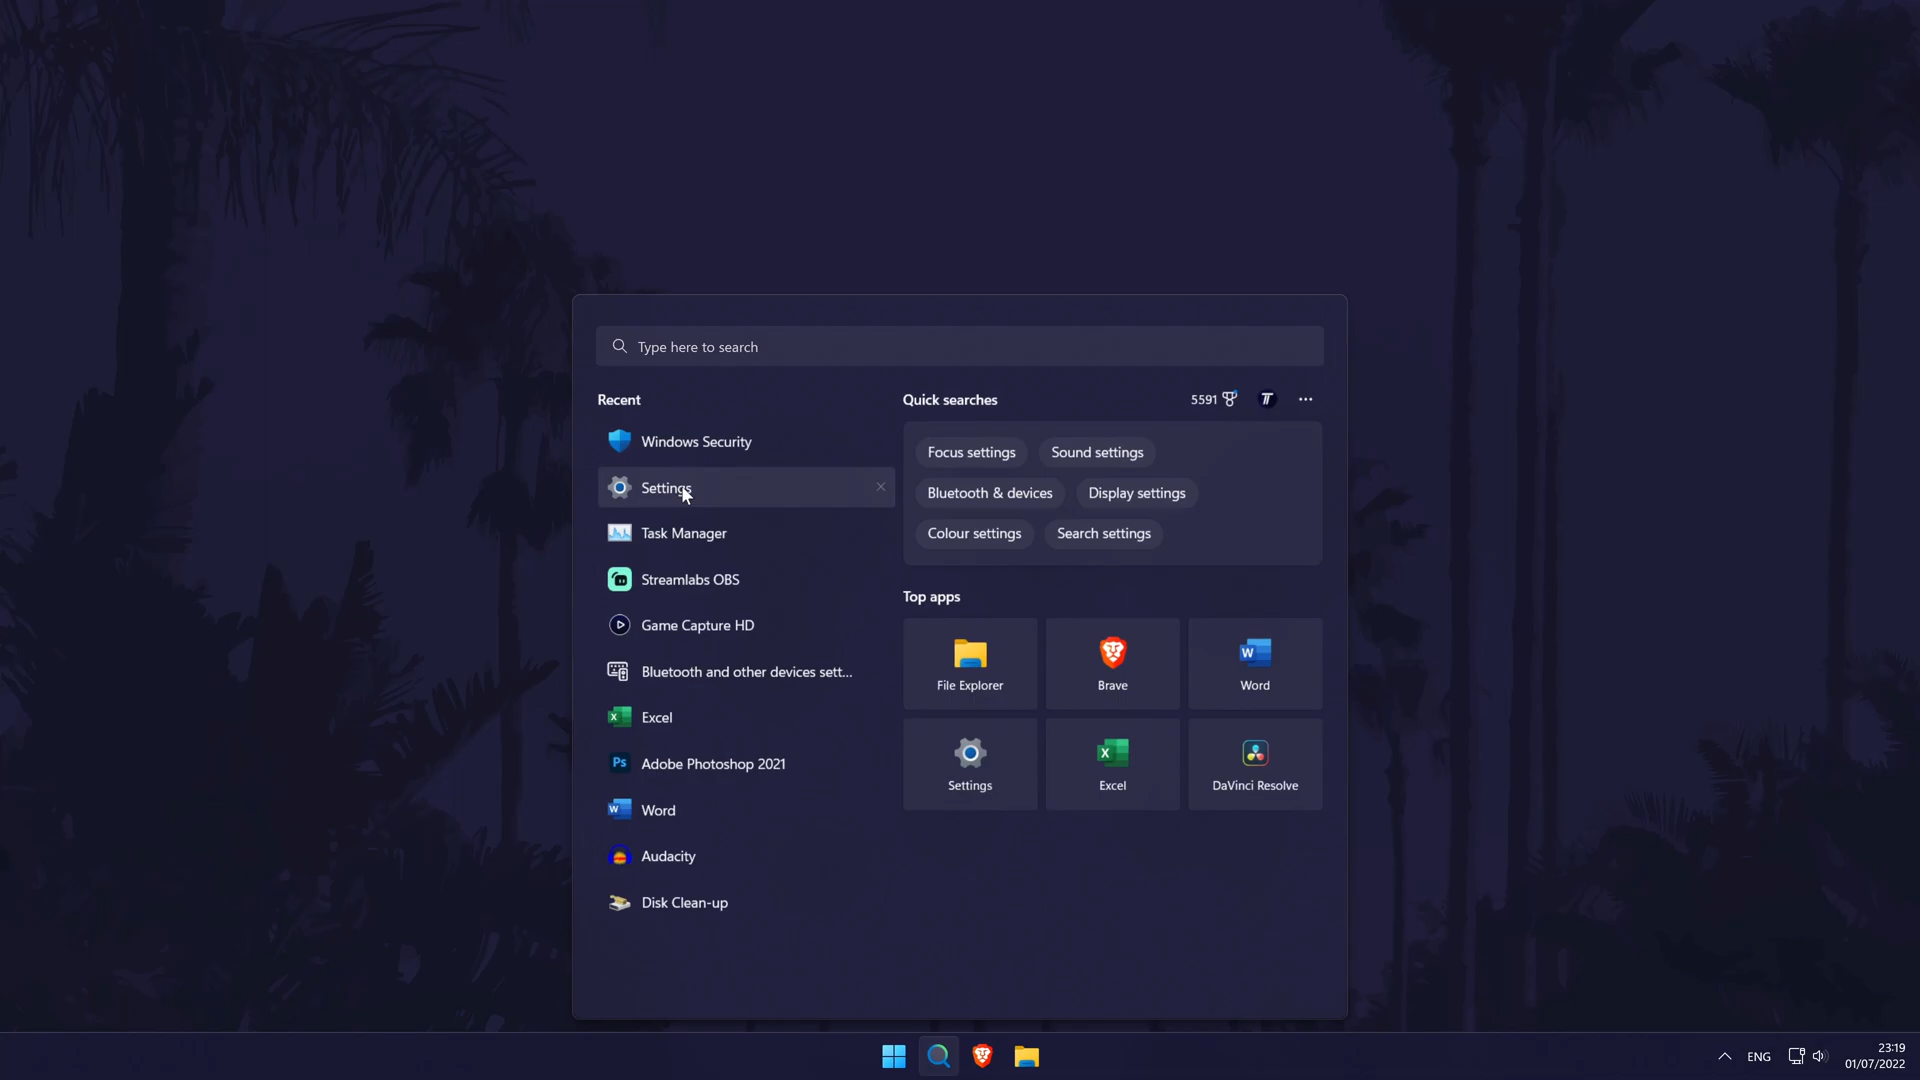 Type here to search
Recent
Quick searches
5591
Windows Security
Settings
Task Manager
Streamlabs OBS
Game Capture HD
Bluetooth and other devices sett...
Excel
Adobe Photoshop 2021
Word
Audacity
Disk Clean-up
Focus settings
Sound settings
Bluetooth & devices
Display settings
Colour settings
Search settings
Top apps
File Explorer
Brave
Word
Settings
Excel
DaVinci Resolve
ENG
23:19
01/07/2022